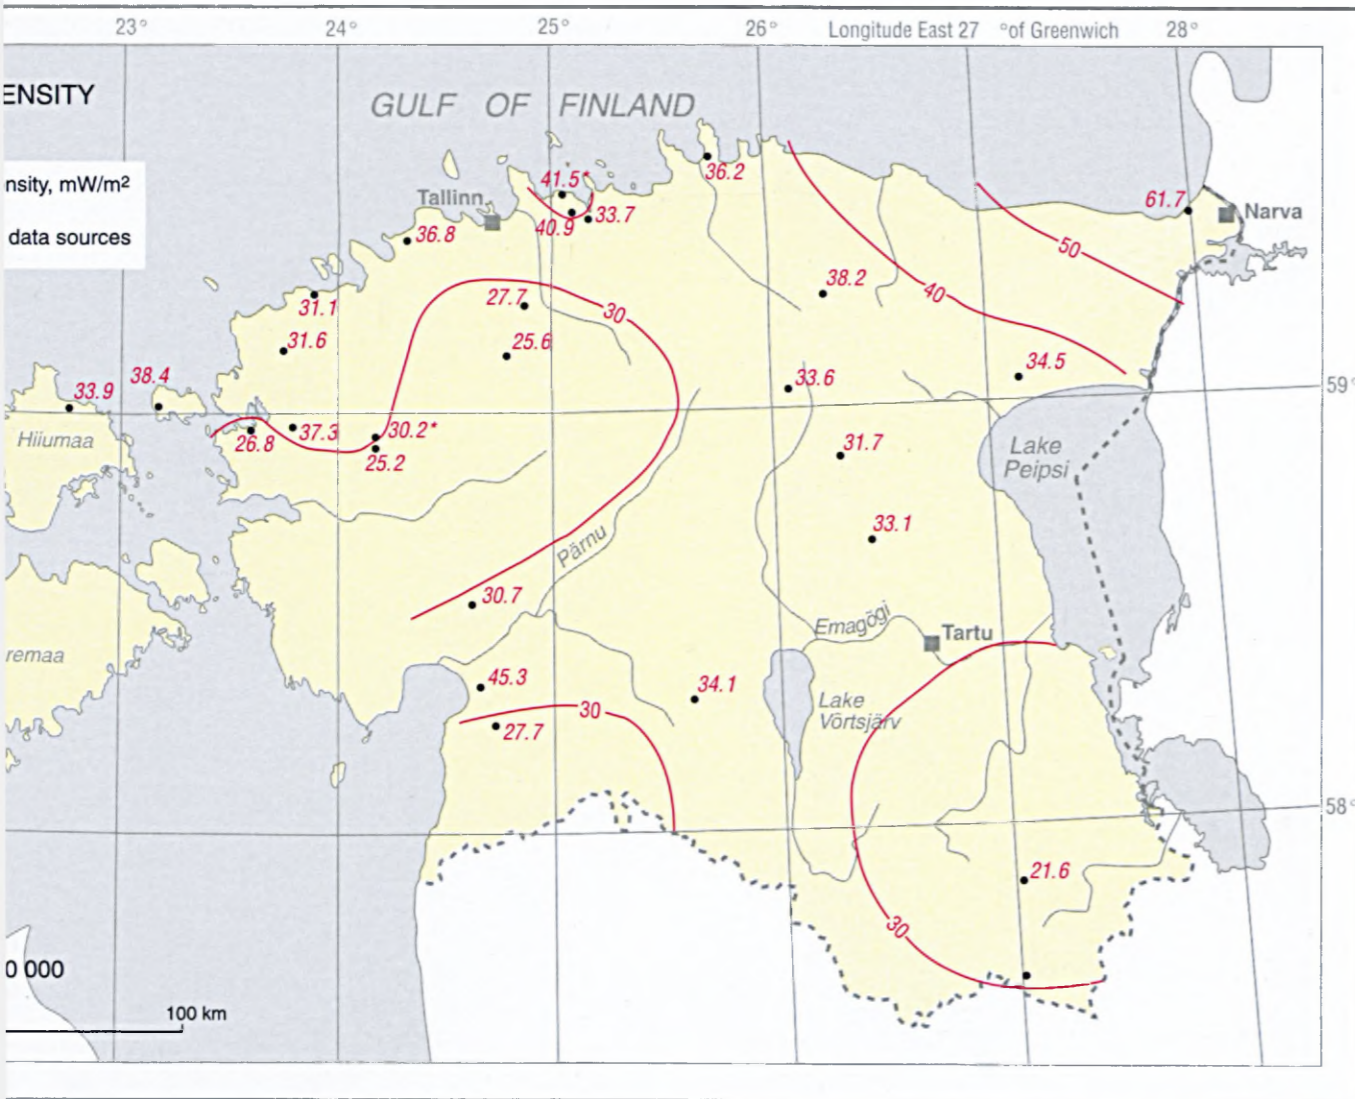 23° 24° 25° 26° Longitude East 27 °of Greenwich 28°
ENSITY
GULF OF FINLAND
nsity, mW/m²
data sources
36.2
41.5*
Tallinn
40.9
33.7
61.7
Narva
36.8
50
38.2
40
31.1
27.7
30
31.6
25.6
34.5
33.9
38.4
33.6
59°
Hiiumaa
26.8
37.3
30.2*
25.2
31.7
Lake
Peipsi
33.1
Pärnu
30.7
Emagõgi
Tartu
remaa
45.3
34.1
Lake
Võrtsjärv
30
27.7
58°
21.6
30
0 000
100 km